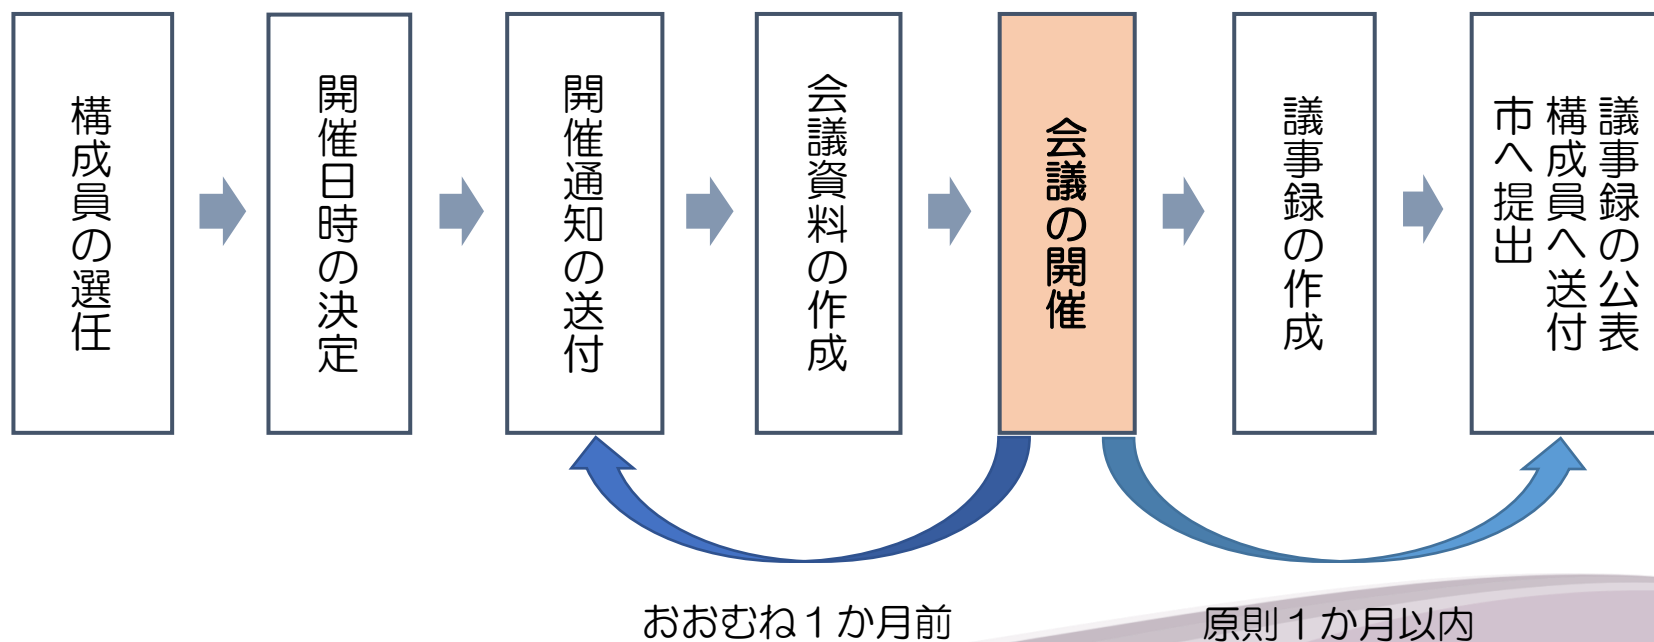 構成員の選任
開催日時の決定
開催通知の送付
会議資料の作成
会議の開催
議事録の作成
議事録の公表
構成員へ送付
市へ提出
おおむね１か月前
原則１か月以内